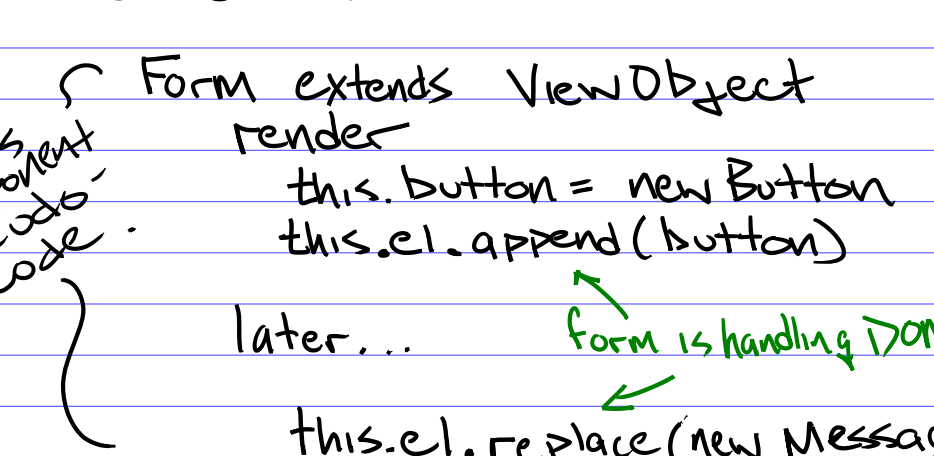 Form extends ViewObject
render
this.button = new Button
this.el.append(button)
later...
form is handling DOM
this.el.replace(new Messag